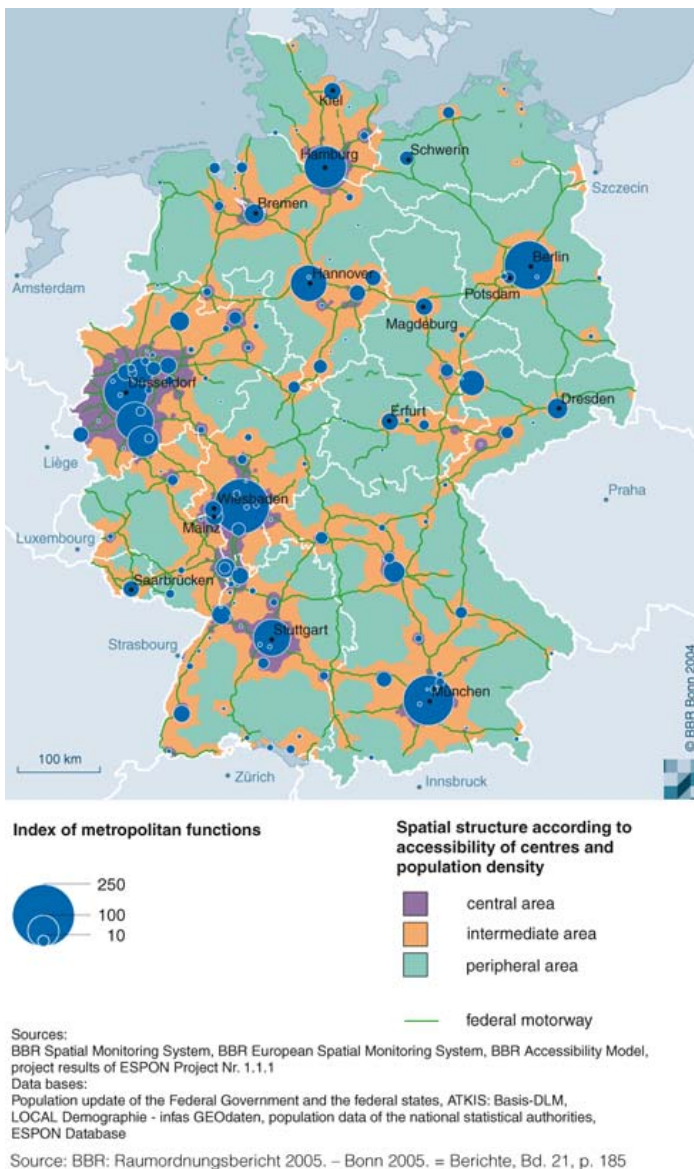 Kiel
Hamburg
Schwerin
Szczecin
Bremen
Berlin
Amsterdam
Hannover
Potsdam
Magdeburg
Düsseldorf
Erfurt
Dresden
Liège
Wiesbaden
Praha
Mainz
Luxembourg
Saarbrücken
Stuttgart
Strasbourg
München
100 km
Zürich
Innsbruck
© BBR Bonn 2004
Index of metropolitan functions
250
100
10
Spatial structure according to
accessibility of centres and
population density
central area
intermediate area
peripheral area
federal motorway
Sources:
BBR Spatial Monitoring System, BBR European Spatial Monitoring System, BBR Accessibility Model,
project results of ESPON Project Nr. 1.1.1
Data bases:
Population update of the Federal Government and the federal states, ATKIS: Basis-DLM,
LOCAL Demographie - infas GEOdaten, population data of the national statistical authorities,
ESPON Database
Source: BBR: Raumordnungsbericht 2005. – Bonn 2005. = Berichte, Bd. 21, p. 185